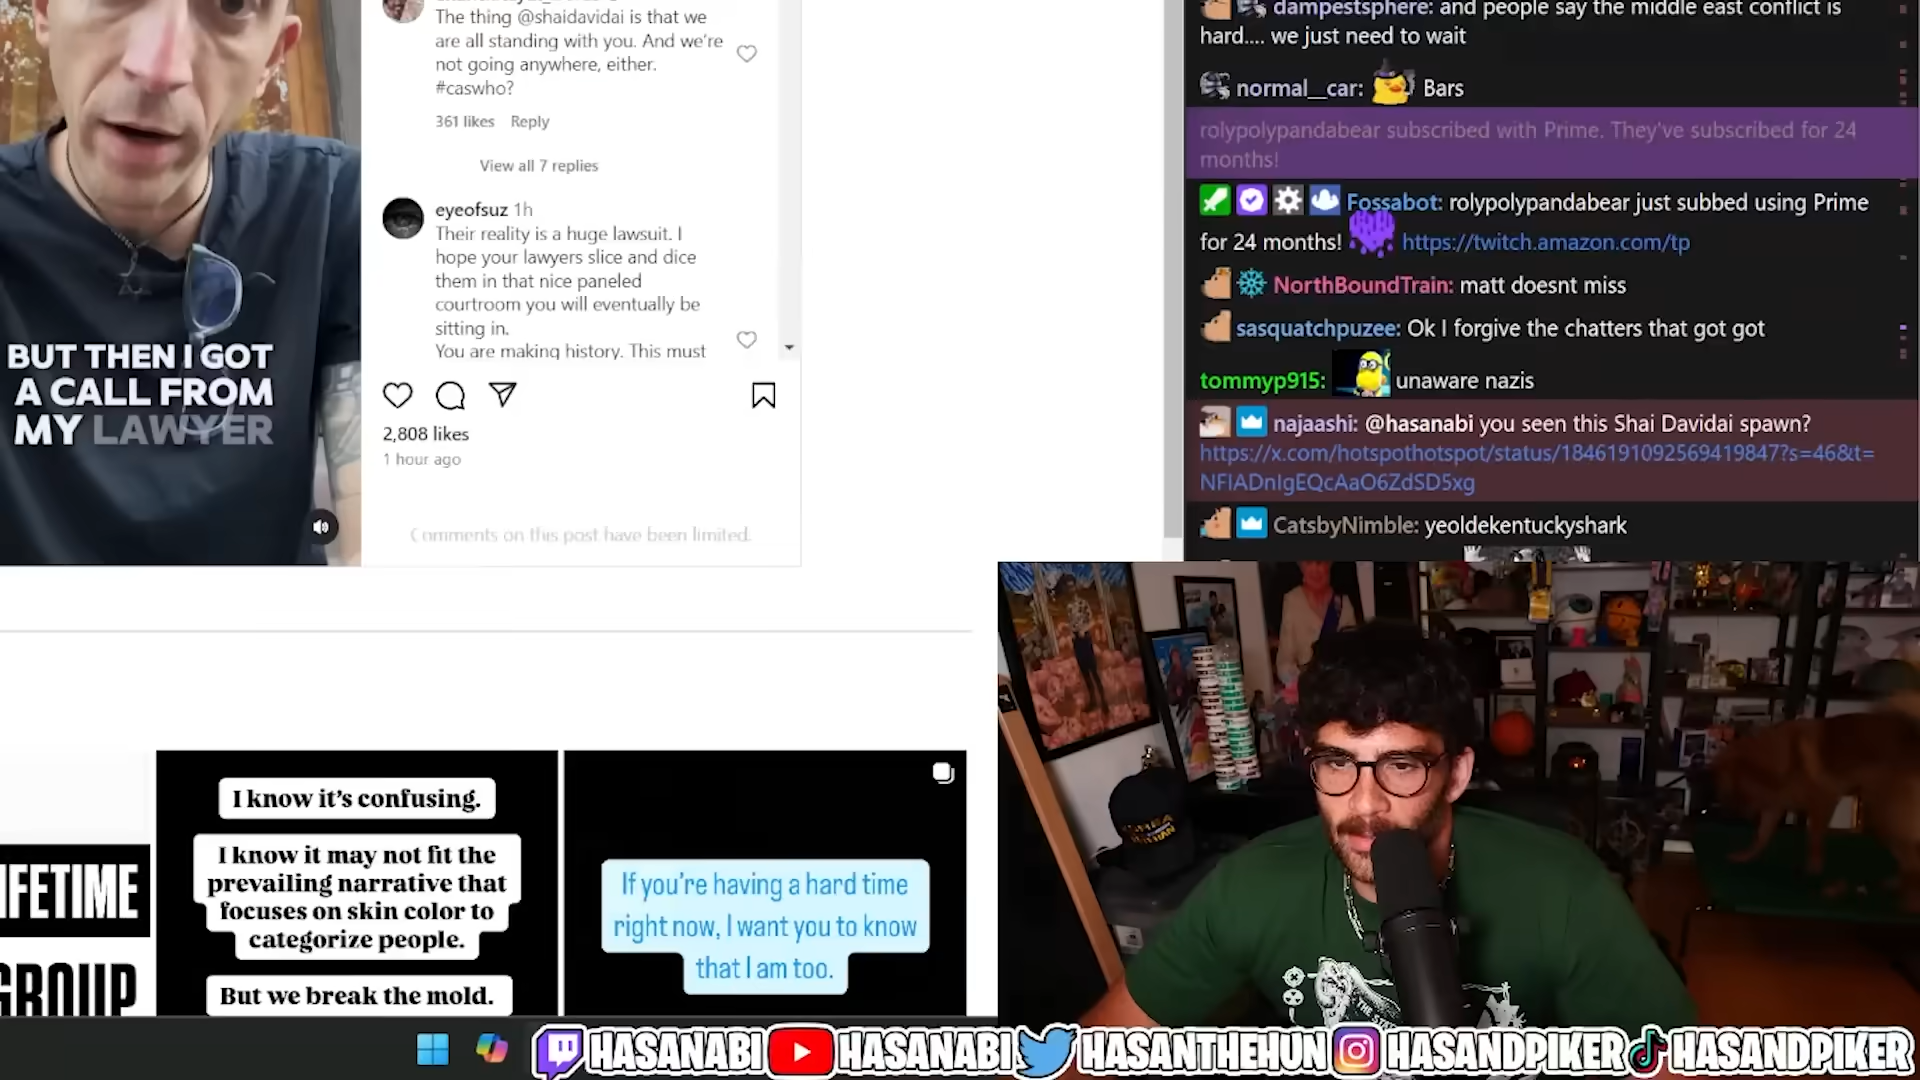 The thing @shaidavidai is that we
are all standing with you. And we're
not going anywhere, either.
#caswho?
361 likes Reply
View all 7 replies
eyeofsuz 1h
Their reality is a huge lawsuit. I
hope your lawyers slice and dice
them in that nice paneled
courtroom you will eventually be
sitting in.
You are making history. This must
BUT THEN I GOT
A CALL FROM
MY LAWYER
2,808 likes
1 hour ago
Comments on this post have been limited.
IFETIME
GROUP
I know it's confusing.
I know it may not fit the
prevailing narrative that
focuses on skin color to
categorize people.
But we break the mold.
If you're having a hard time
right now, I want you to know
that I am too.
dampestsphere: and people say the middle east conflict is
hard.... we just need to wait
normal__car: Bars
rolypolypandabear subscribed with Prime. They've subscribed for 24
months!
Fossabot: rolypolypandabear just subbed using Prime
for 24 months! https://twitch.amazon.com/tp
NorthBoundTrain: matt doesnt miss
sasquatchpuzee: Ok I forgive the chatters that got got
tommyp915: unaware nazis
najaashi: @hasanabi you seen this Shai Davidai spawn?
https://x.com/hotspothotspot/status/1846191092569419847?s=46&t=
NFlADnIgEQcAaO6ZdSD5xg
CatsbyNimble: yeoldekentuckyshark
HASANABI HASANABI HASANTHEHUN HASANDPIKER HASANDPIKER